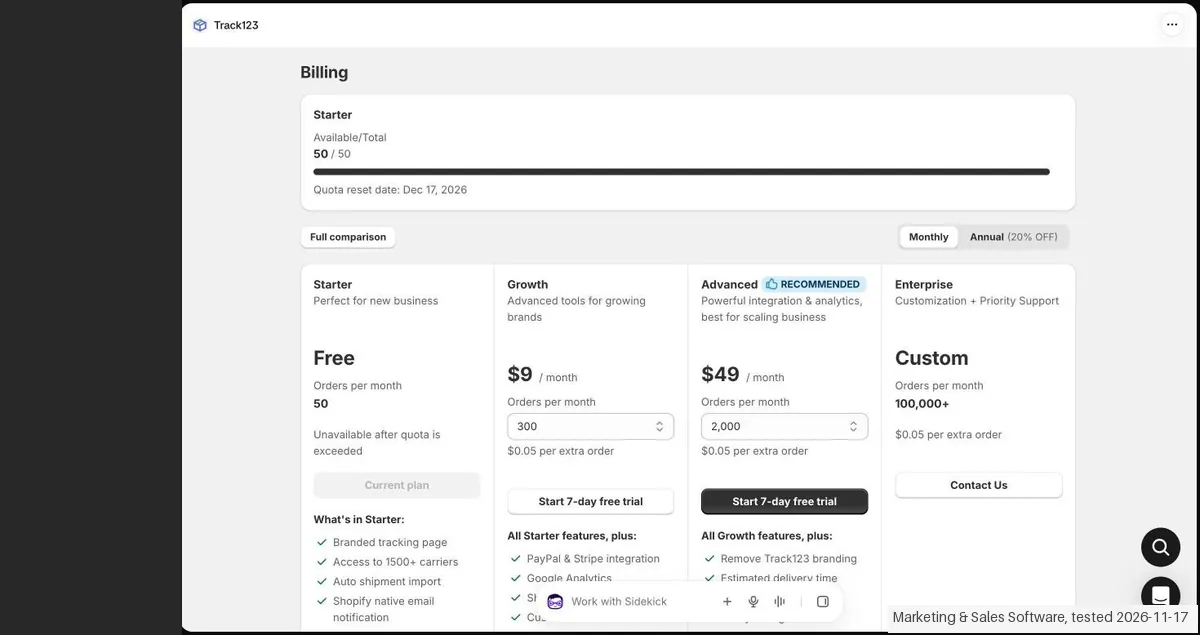 Track123
Billing
Starter
Available/Total
50 / 50
Quota reset date: Dec 17, 2026
Full comparison
Monthly
Annual (20% OFF)
Starter
Perfect for new business
Free
Orders per month
50
Unavailable after quota is
exceeded
Current plan
What's in Starter:
Branded tracking page
Access to 1500+ carriers
Auto shipment import
Shopify native email
notification
Growth
Advanced tools for growing
brands
$9 / month
Orders per month
300
$0.05 per extra order
Start 7-day free trial
All Starter features, plus:
PayPal & Stripe integration
Google Analytics
Advanced RECOMMENDED
Powerful integration & analytics,
best for scaling business
$49 / month
Orders per month
2,000
$0.05 per extra order
Start 7-day free trial
All Growth features, plus:
Remove Track123 branding
Estimated delivery time
Enterprise
Customization + Priority Support
Custom
Orders per month
100,000+
$0.05 per extra order
Contact Us
Work with Sidekick
Marketing & Sales Software, tested 2026-11-17